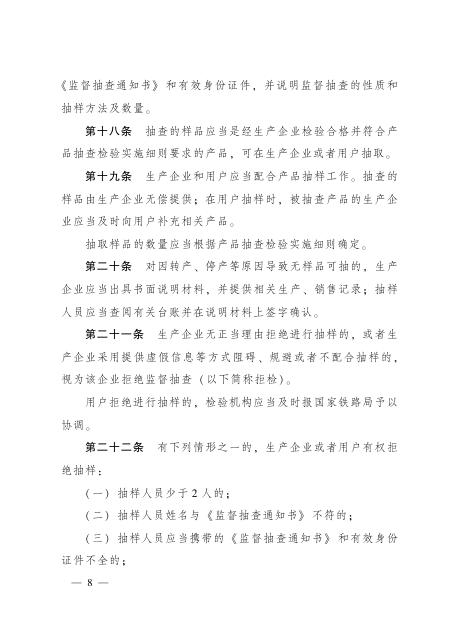 《监督抽查通知书》和有效身份证件，并说明监督抽查的性质和
抽样方法及数量。
第十八条　抽查的样品应当是经生产企业检验合格并符合产
品抽查检验实施细则要求的产品，可在生产企业或者用户抽取。
第十九条　生产企业和用户应当配合产品抽样工作。抽查的
样品由生产企业无偿提供；在用户抽样时，被抽查产品的生产企
业应当及时向用户补充相关产品。
抽取样品的数量应当根据产品抽查检验实施细则确定。
第二十条　对因转产、停产等原因导致无样品可抽的，生产
企业应当出具书面说明材料，并提供相关生产、销售记录；抽样
人员应当查阅有关台账并在说明材料上签字确认。
第二十一条　生产企业无正当理由拒绝进行抽样的，或者生
产企业采用提供虚假信息等方式阻碍、规避或者不配合抽样的，
视为该企业拒绝监督抽查（以下简称拒检）。
用户拒绝进行抽样的，检验机构应当及时报国家铁路局予以
协调。
第二十二条　有下列情形之一的，生产企业或者用户有权拒
绝抽样：
（一）抽样人员少于 2 人的；
（二）抽样人员姓名与《监督抽查通知书》不符的；
（三）抽样人员应当携带的《监督抽查通知书》和有效身份
证件不全的；
— 8 —